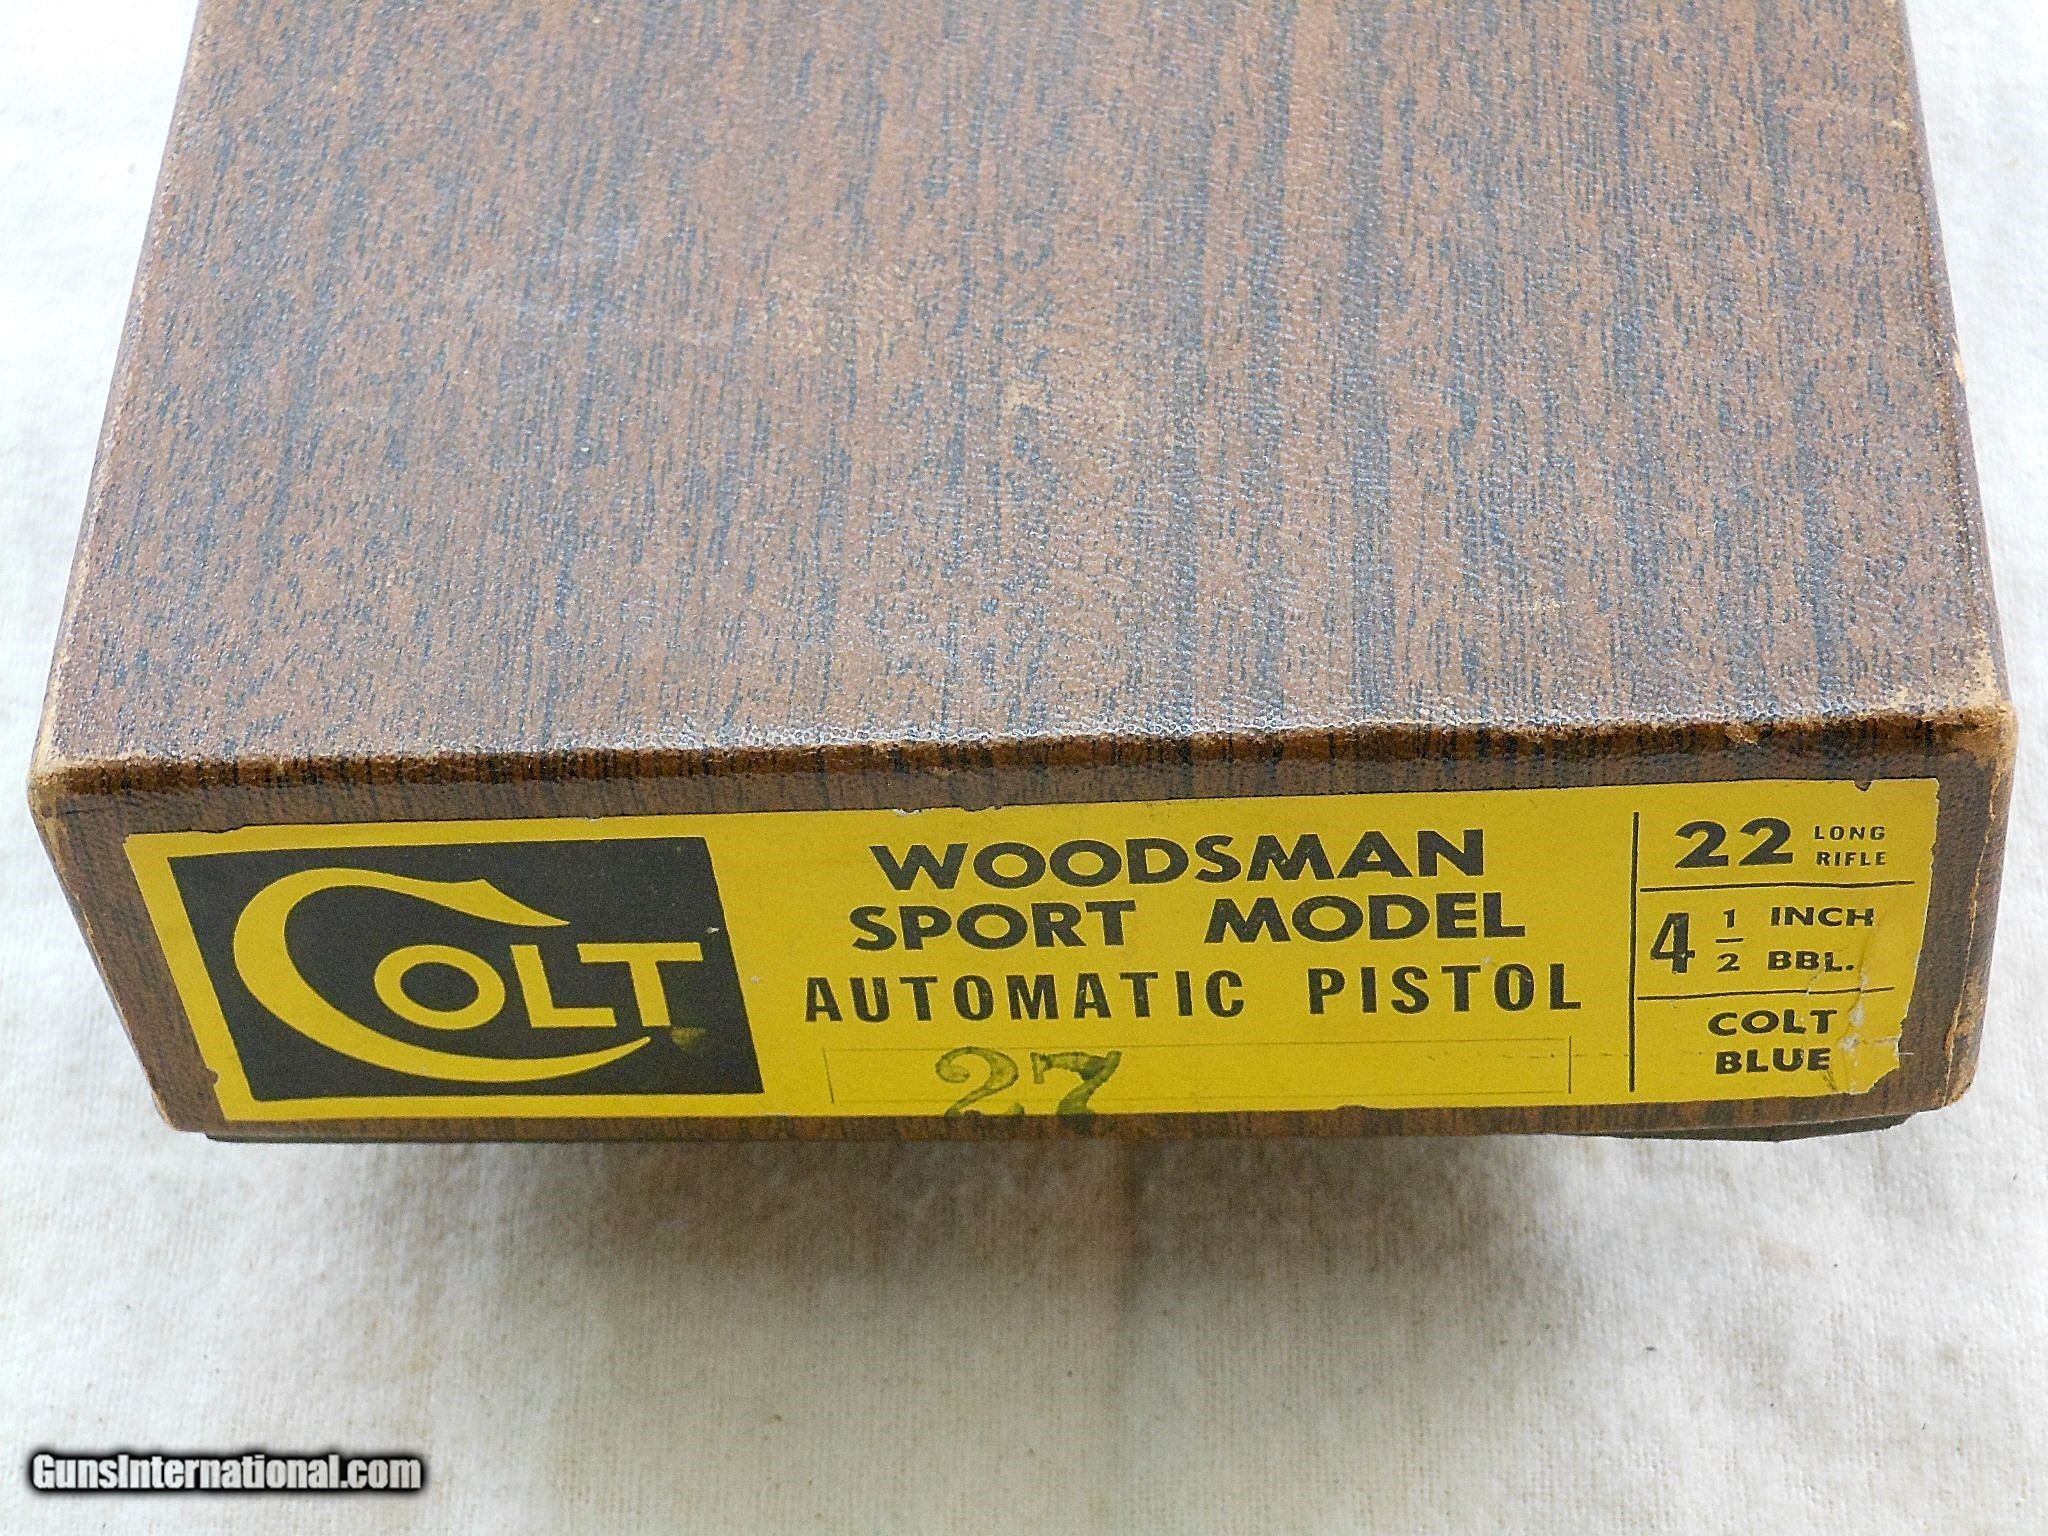 COLT
WOODSMAN
SPORT MODEL
AUTOMATIC PISTOL
27
22 LONG RIFLE
4 1/2 INCH BBL.
COLT
BLUE
GunsInternational.com